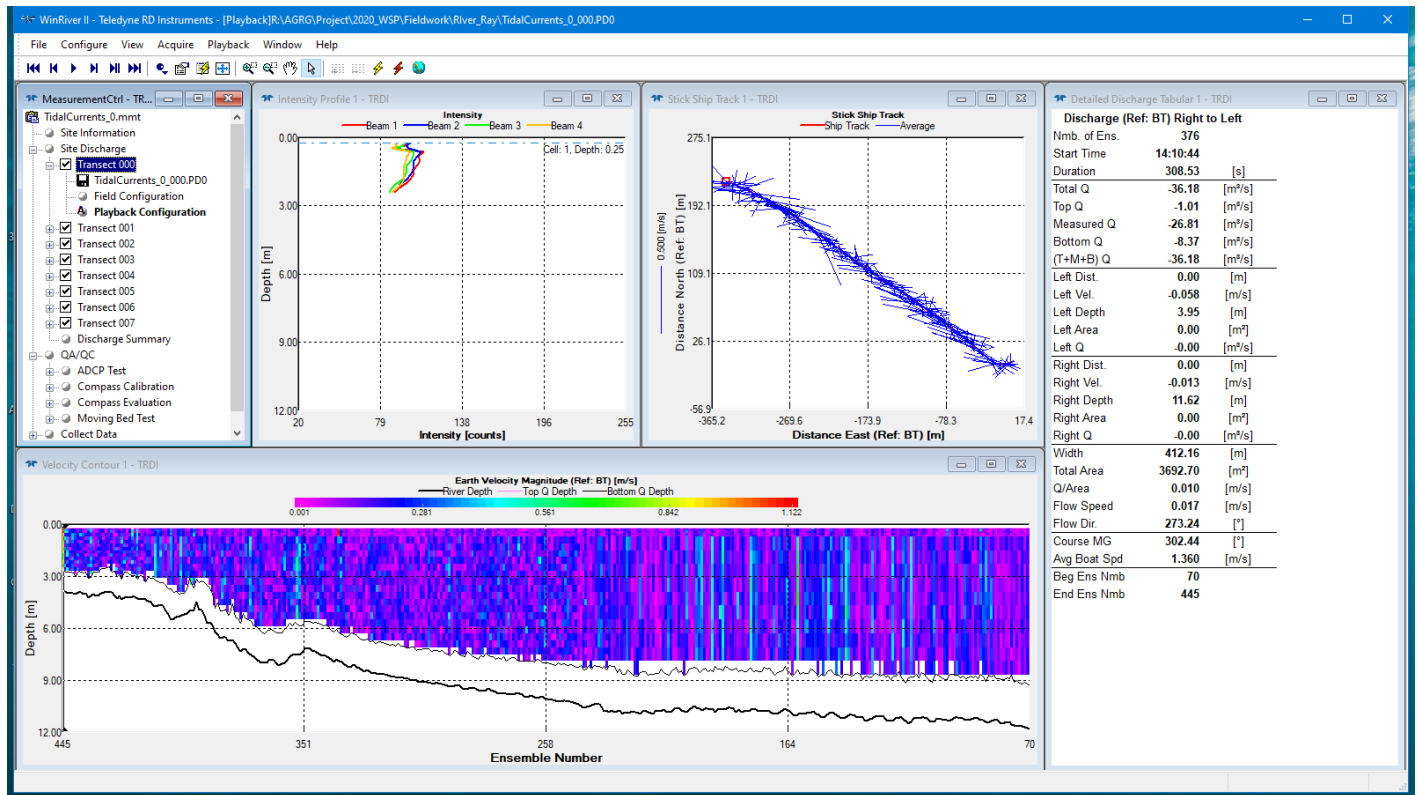 WinRiver II - Teledyne RD Instruments - [Playback]R:\AGRG\Project\2020_WSP\Fieldwork\RIver_Ray\TidalCurrents_0_000.PD0
File Configure View Acquire Playback Window Help
MeasurementCtrl - TR...
TidalCurrents_0.mmt
Site Information
Site Discharge
Transect 000
TidalCurrents_0_000.PD0
Field Configuration
Playback Configuration
Transect 001
Transect 002
Transect 003
Transect 004
Transect 005
Transect 006
Transect 007
Discharge Summary
QA/QC
ADCP Test
Compass Calibration
Compass Evaluation
Moving Bed Test
Collect Data
Intensity Profile 1 - TRDI
Intensity
Beam 1 Beam 2 Beam 3 Beam 4
Cell: 1, Depth: 0.25
0.00
3.00
6.00
9.00
12.00
Depth [m]
20 79 138 196 255
Intensity [counts]
Stick Ship Track 1 - TRDI
Stick Ship Track
Ship Track Average
275.1
192.1
109.1
26.1
-56.9
0.500 [m/s]
Distance North (Ref: BT) [m]
-365.2 -269.6 -173.9 -78.3 17.4
Distance East (Ref: BT) [m]
Detailed Discharge Tabular 1 - TRDI
Discharge (Ref: BT) Right to Left
Nmb. of Ens. 376
Start Time 14:10:44
Duration 308.53 [s]
Total Q -36.18 [m³/s]
Top Q -1.01 [m³/s]
Measured Q -26.81 [m³/s]
Bottom Q -8.37 [m³/s]
(T+M+B) Q -36.18 [m³/s]
Left Dist. 0.00 [m]
Left Vel. -0.058 [m/s]
Left Depth 3.95 [m]
Left Area 0.00 [m²]
Left Q -0.00 [m³/s]
Right Dist. 0.00 [m]
Right Vel. -0.013 [m/s]
Right Depth 11.62 [m]
Right Area 0.00 [m²]
Right Q -0.00 [m³/s]
Width 412.16 [m]
Total Area 3692.70 [m²]
Q/Area 0.010 [m/s]
Flow Speed 0.017 [m/s]
Flow Dir. 273.24 [°]
Course MG 302.44 [°]
Avg Boat Spd 1.360 [m/s]
Beg Ens Nmb 70
End Ens Nmb 445
Velocity Contour 1 - TRDI
Earth Velocity Magnitude (Ref: BT) [m/s]
River Depth Top Q Depth Bottom Q Depth
0.001 0.281 0.561 0.842 1.122
0.00
3.00
6.00
9.00
12.00
Depth [m]
445 351 258 164 70
Ensemble Number